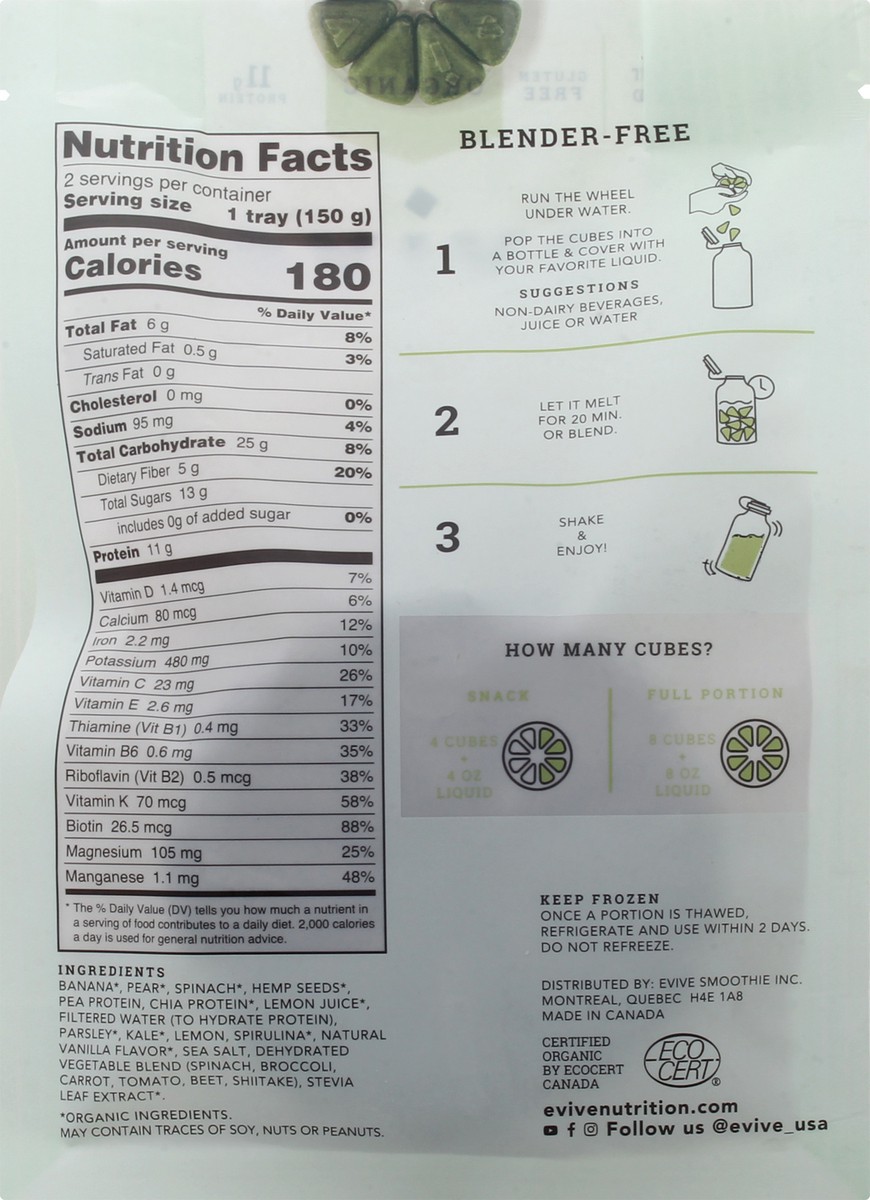 Nutrition Facts
2 servings per container
Serving size 1 tray (150 g)
Amount per serving
Calories 180
% Daily Value*
Total Fat 6 g 8%
Saturated Fat 0.5 g 3%
Trans Fat 0 g
Cholesterol 0 mg 0%
Sodium 95 mg 4%
Total Carbohydrate 25 g 8%
Dietary Fiber 5 g 20%
Total Sugars 13 g
includes 0g of added sugar 0%
Protein 11 g
Vitamin D 1.4 mcg 7%
Calcium 80 mcg 6%
Iron 2.2 mg 12%
Potassium 480 mg 10%
Vitamin C 23 mg 26%
Vitamin E 2.6 mg 17%
Thiamine (Vit B1) 0.4 mg 33%
Vitamin B6 0.6 mg 35%
Riboflavin (Vit B2) 0.5 mcg 38%
Vitamin K 70 mcg 58%
Biotin 26.5 mcg 88%
Magnesium 105 mg 25%
Manganese 1.1 mg 48%
* The % Daily Value (DV) tells you how much a nutrient in
a serving of food contributes to a daily diet. 2,000 calories
a day is used for general nutrition advice.
INGREDIENTS
BANANA*, PEAR*, SPINACH*, HEMP SEEDS*,
PEA PROTEIN, CHIA PROTEIN*, LEMON JUICE*,
FILTERED WATER (TO HYDRATE PROTEIN),
PARSLEY*, KALE*, LEMON, SPIRULINA*, NATURAL
VANILLA FLAVOR*, SEA SALT, DEHYDRATED
VEGETABLE BLEND (SPINACH, BROCCOLI,
CARROT, TOMATO, BEET, SHIITAKE), STEVIA
LEAF EXTRACT*.
*ORGANIC INGREDIENTS.
MAY CONTAIN TRACES OF SOY, NUTS OR PEANUTS.
BLENDER-FREE
1
RUN THE WHEEL
UNDER WATER.
POP THE CUBES INTO
A BOTTLE & COVER WITH
YOUR FAVORITE LIQUID.
SUGGESTIONS
NON-DAIRY BEVERAGES,
JUICE OR WATER
2
LET IT MELT
FOR 20 MIN.
OR BLEND.
3
SHAKE
&
ENJOY!
HOW MANY CUBES?
SNACK
4 CUBES
+
4 OZ
LIQUID
FULL PORTION
8 CUBES
+
8 OZ
LIQUID
KEEP FROZEN
ONCE A PORTION IS THAWED,
REFRIGERATE AND USE WITHIN 2 DAYS.
DO NOT REFREEZE.
DISTRIBUTED BY: EVIVE SMOOTHIE INC.
MONTREAL, QUEBEC H4E 1A8
MADE IN CANADA
CERTIFIED
ORGANIC
BY ECOCERT
CANADA
ECO
CERT®
evivenutrition.com
Follow us @evive_usa